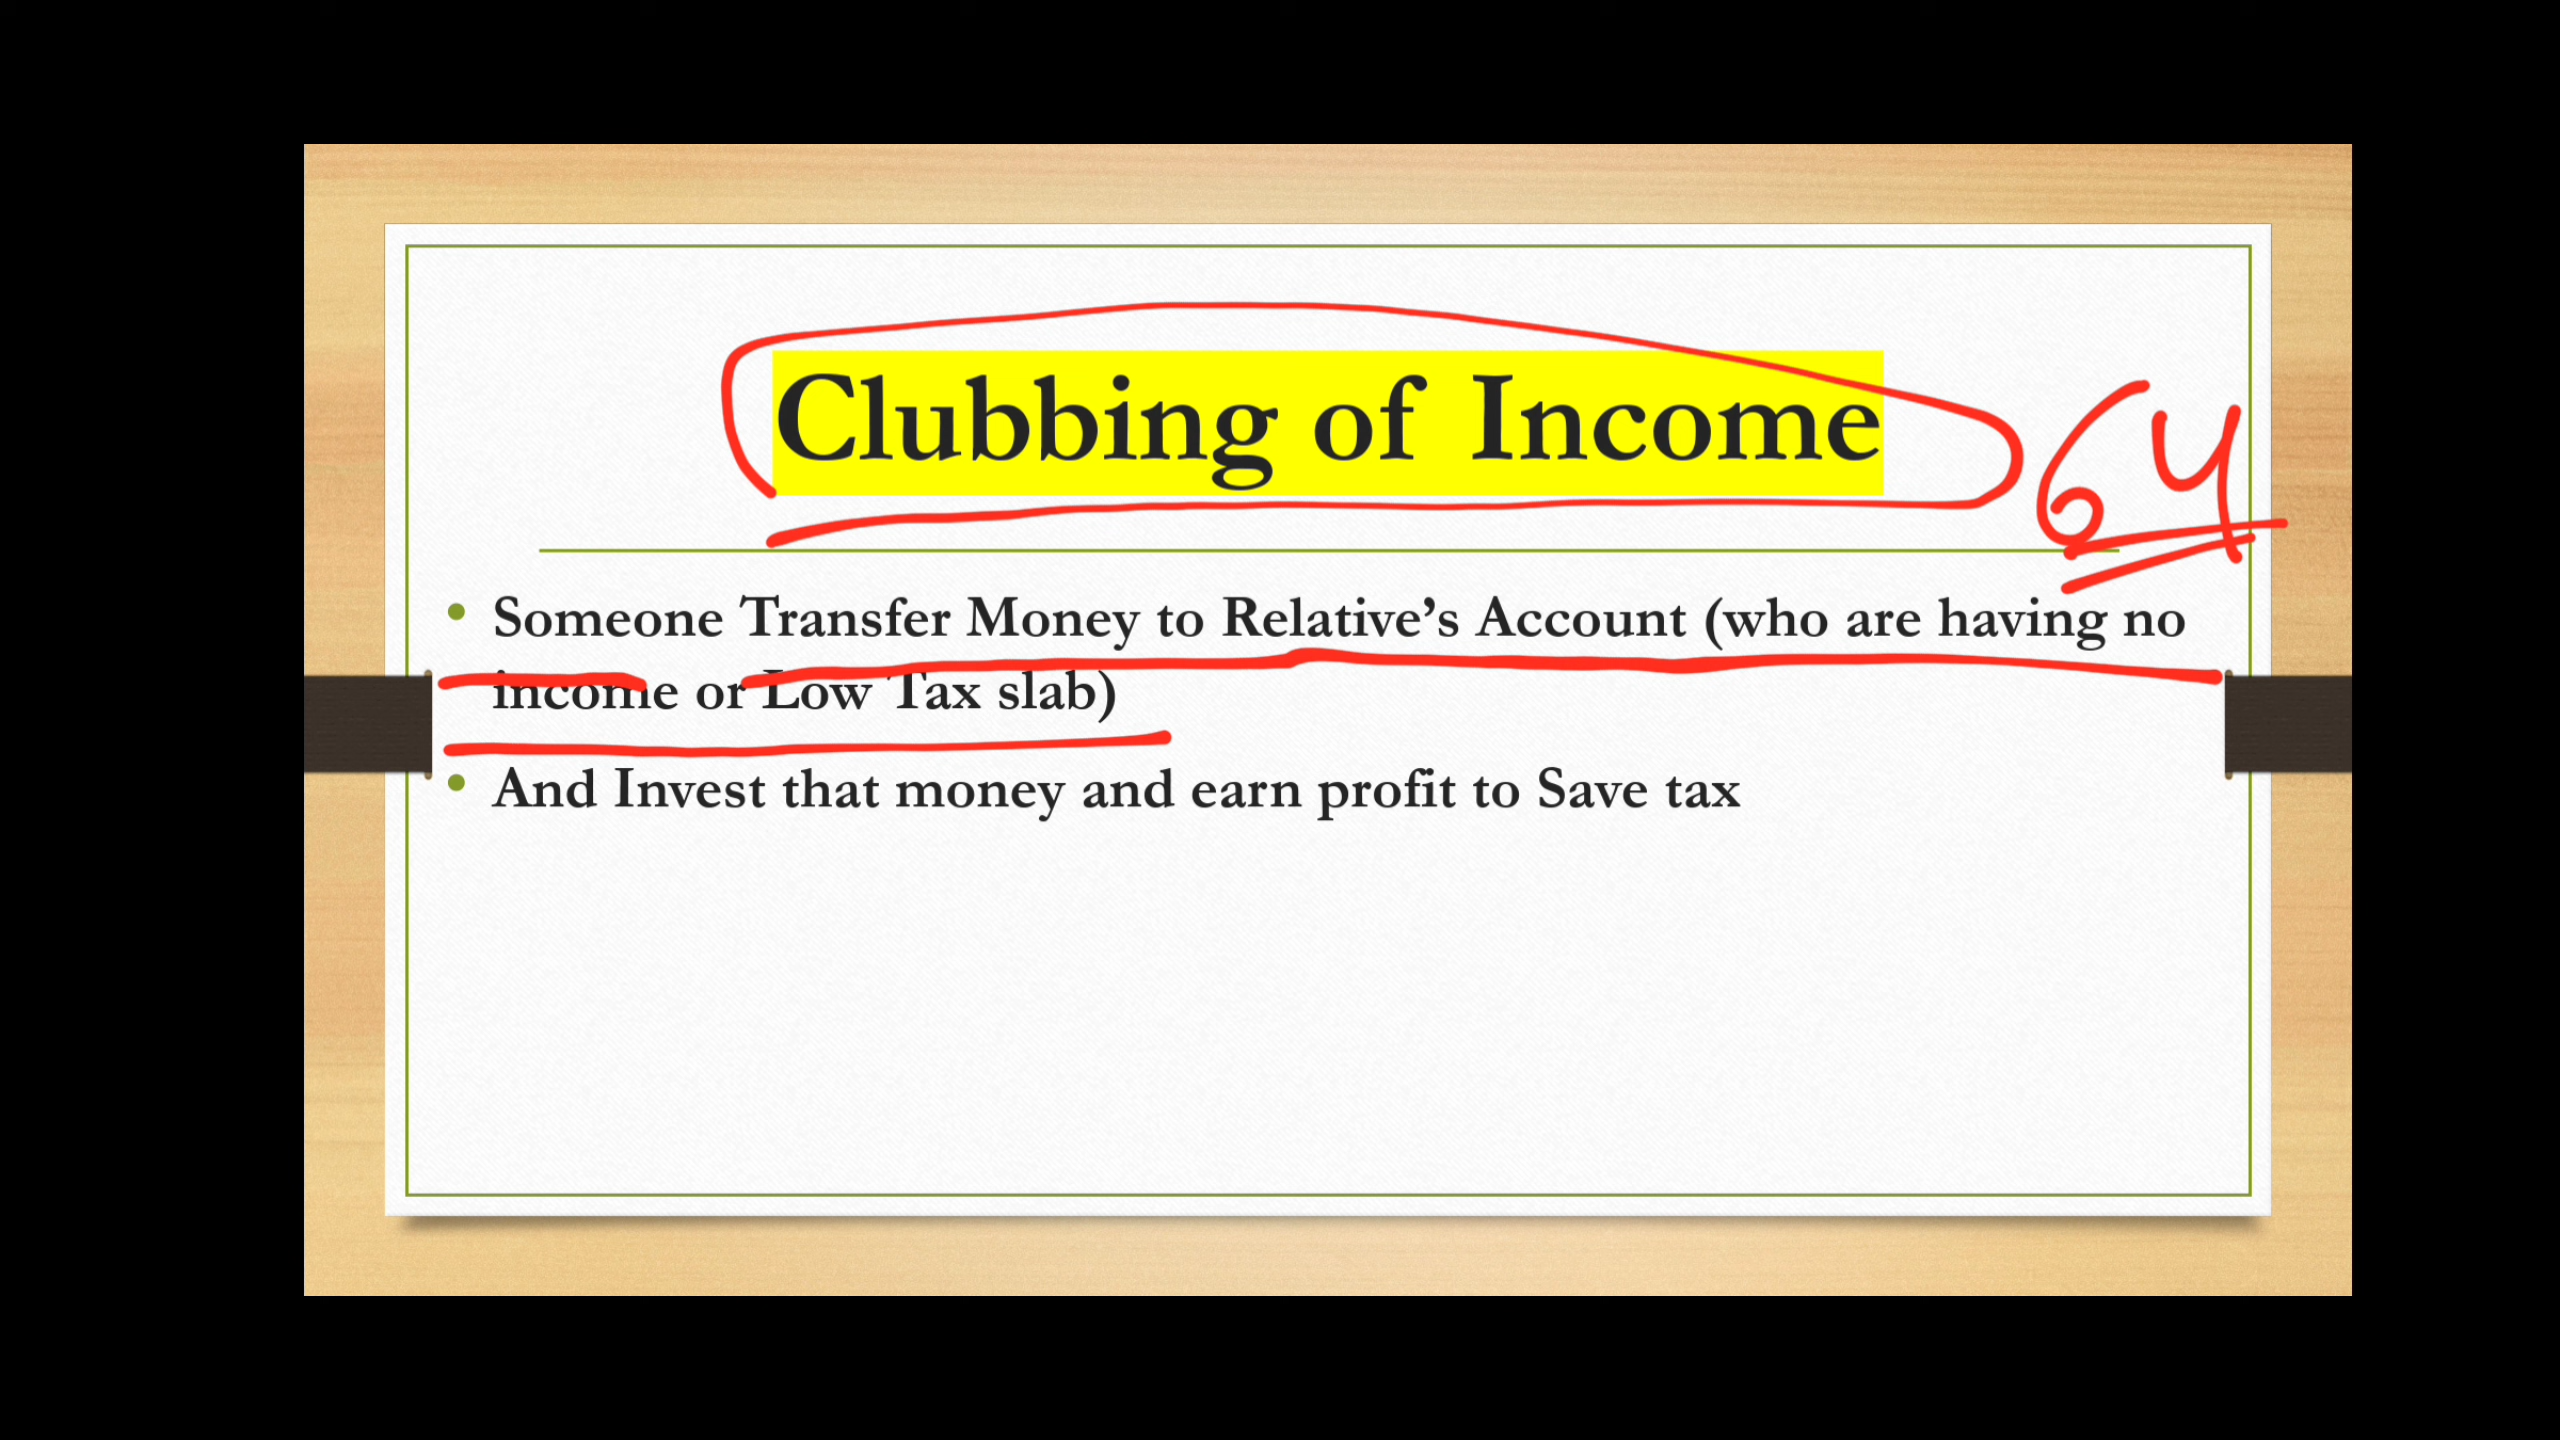 Clubbing of Income
64
• Someone Transfer Money to Relative’s Account (who are having no
income or Low Tax slab)
• And Invest that money and earn profit to Save tax